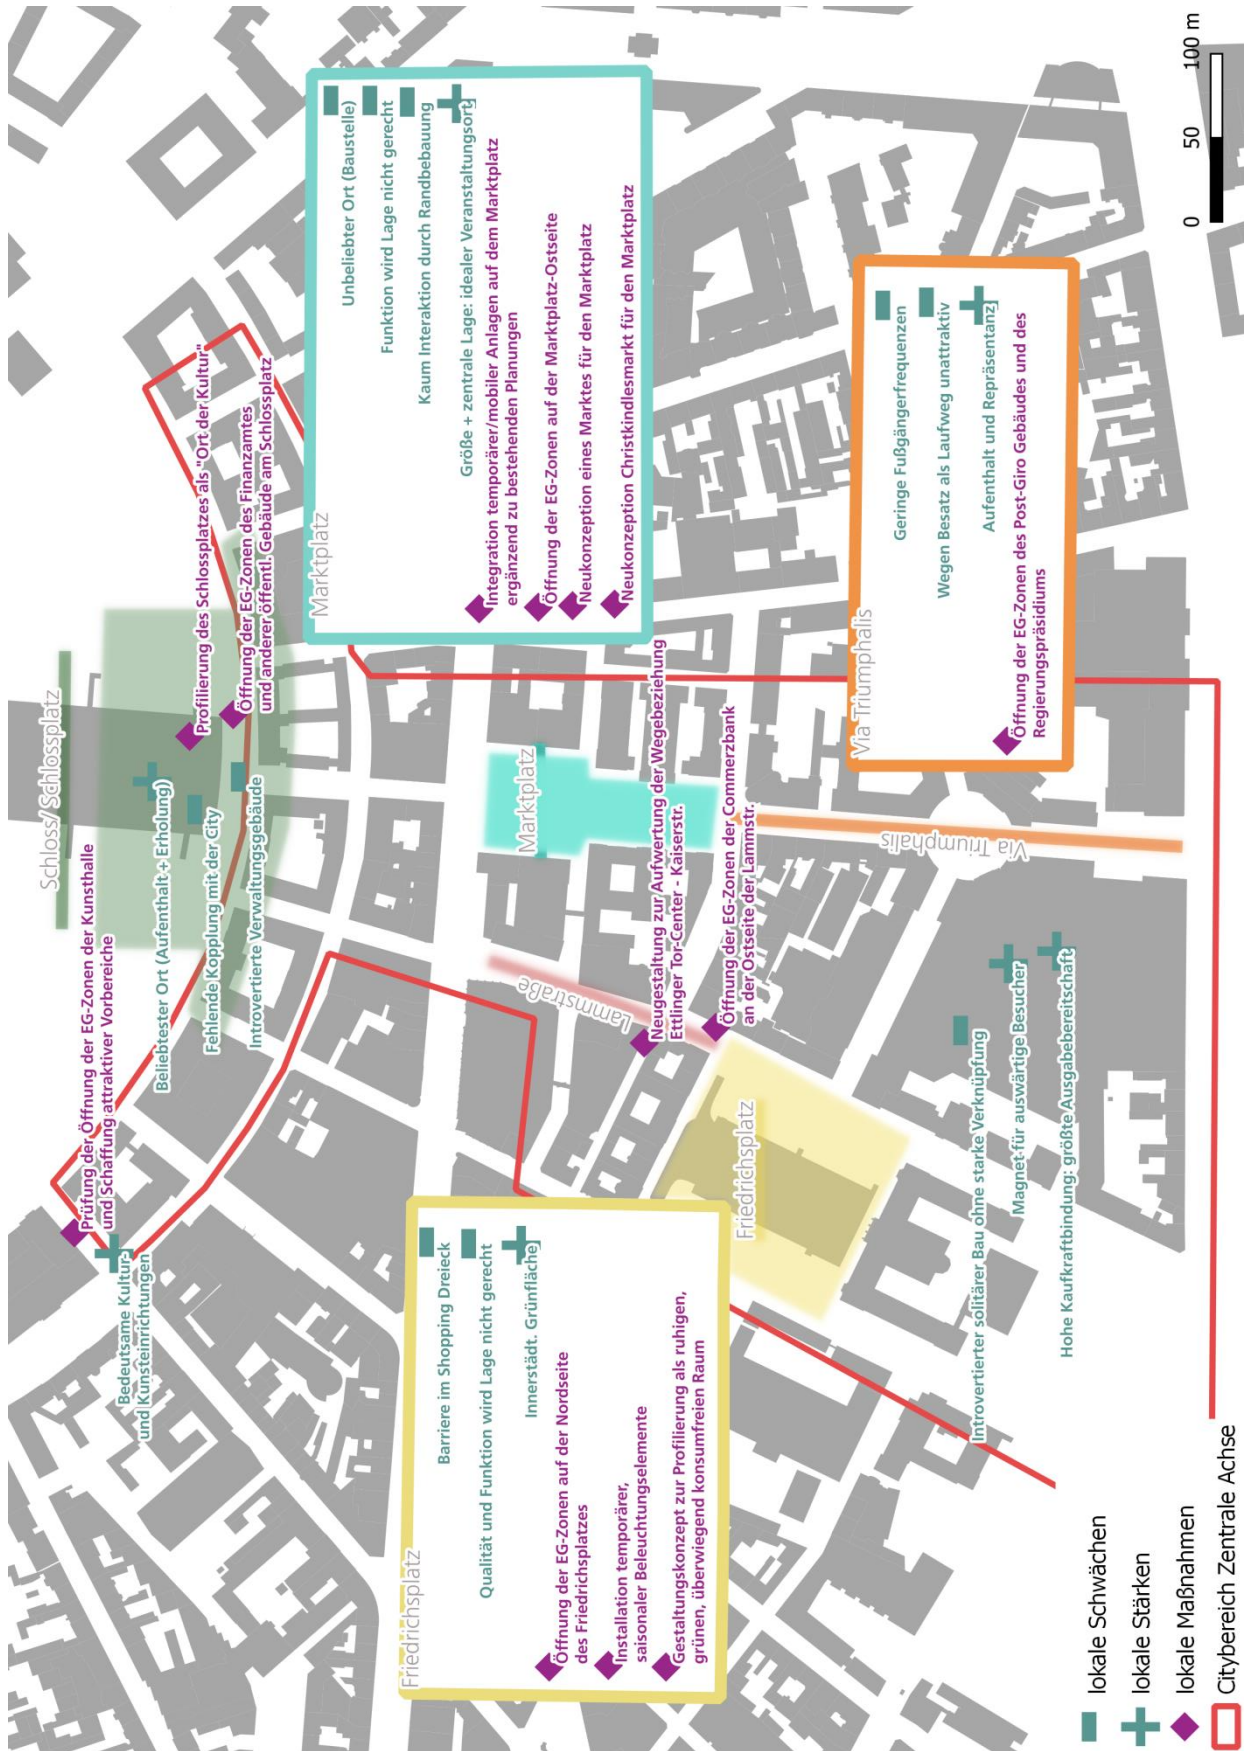 Schloss/Schlossplatz
Prüfung der Öffnung der EG-Zonen der Kunsthalle
und Schaffung attraktiver Vorbereiche
Bedeutsame Kultur-
und Kunsteinrichtungen
Beliebtester Ort (Aufenthalt + Erholung)
Fehlende Kopplung mit der City
Introvertierte Verwaltungsgebäude
Profilierung des Schlossplatzes als "Ort der Kultur"
Öffnung der EG-Zonen des Finanzamtes
und anderer öffentl. Gebäude am Schlossplatz
Marktplatz
Unbeliebter Ort (Baustelle)
Funktion wird Lage nicht gerecht
Kaum Interaktion durch Randbebauung
Größe + zentrale Lage: idealer Veranstaltungsort
Integration temporärer/mobiler Anlagen auf dem Marktplatz
ergänzend zu bestehenden Planungen
Öffnung der EG-Zonen auf der Marktplatz-Ostseite
Neukonzeption eines Marktes für den Marktplatz
Neukonzeption Christkindlesmarkt für den Marktplatz
Marktplatz
Lammstraße
Neugestaltung zur Aufwertung der Wegebeziehung
Ettlinger Tor-Center - Kaiserstr.
Öffnung der EG-Zonen der Commerzbank
an der Ostseite der Lammstr.
Friedrichsplatz
Barriere im Shopping Dreieck
Qualität und Funktion wird Lage nicht gerecht
Innerstädt. Grünfläche
Öffnung der EG-Zonen auf der Nordseite
des Friedrichsplatzes
Installation temporärer,
saisonaler Beleuchtungselemente
Gestaltungskonzept zur Profilierung als ruhigen,
grünen, überwiegend konsumfreien Raum
Friedrichsplatz
Via Triumphalis
Via Triumphalis
Geringe Fußgängerfrequenzen
Wegen Besatz als Laufweg unattraktiv
Aufenthalt und Repräsentanz
Öffnung der EG-Zonen des Post-Giro Gebäudes und des
Regierungspräsidiums
Introvertierter solitärer Bau ohne starke Verknüpfung
Magnet für auswärtige Besucher
Hohe Kaufkraftbindung: größte Ausgabebereitschaft
lokale Schwächen
lokale Stärken
lokale Maßnahmen
Citybereich Zentrale Achse
0 50 100 m